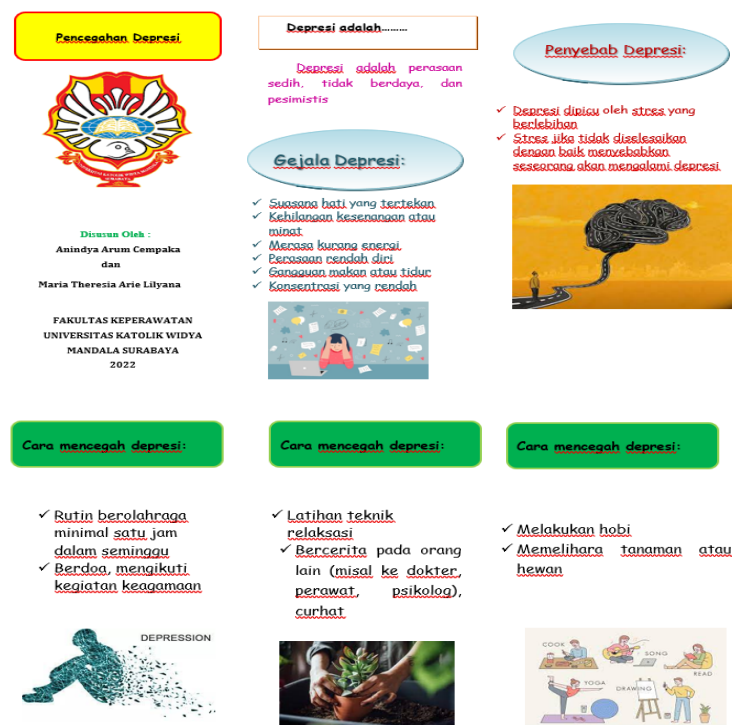 Pencegahan Depresi
UNIVERSITAS KATOLIK WIDYA MANDALA
SURABAYA
Disusun Oleh :
Anindya Arum Cempaka
dan
Maria Theresia Arie Lilyana
FAKULTAS KEPERAWATAN
UNIVERSITAS KATOLIK WIDYA
MANDALA SURABAYA
2022
Depresi adalah.........
Depresi adalah perasaan
sedih, tidak berdaya, dan
pesimistis
Gejala Depresi:
✓ Suasana hati yang tertekan
✓ Kehilangan kesenangan atau
minat
✓ Merasa kurang energi
✓ Perasaan rendah diri
✓ Gangguan makan atau tidur
✓ Konsentrasi yang rendah
Penyebab Depresi:
✓ Depresi dipicu oleh stres yang
berlebihan
✓ Stres jika tidak diselesaikan
dengan baik menyebabkan
seseorang akan mengalami depresi
Cara mencegah depresi:
✓ Rutin berolahraga
minimal satu jam
dalam seminggu
✓ Berdoa, mengikuti
kegiatan keagamaan
DEPRESSION
Cara mencegah depresi:
✓ Latihan teknik
relaksasi
✓ Bercerita pada orang
lain (misal ke dokter,
perawat, psikolog),
curhat
Cara mencegah depresi:
✓ Melakukan hobi
✓ Memelihara tanaman atau
hewan
COOK
SONG
READ
YOGA
DRAWING